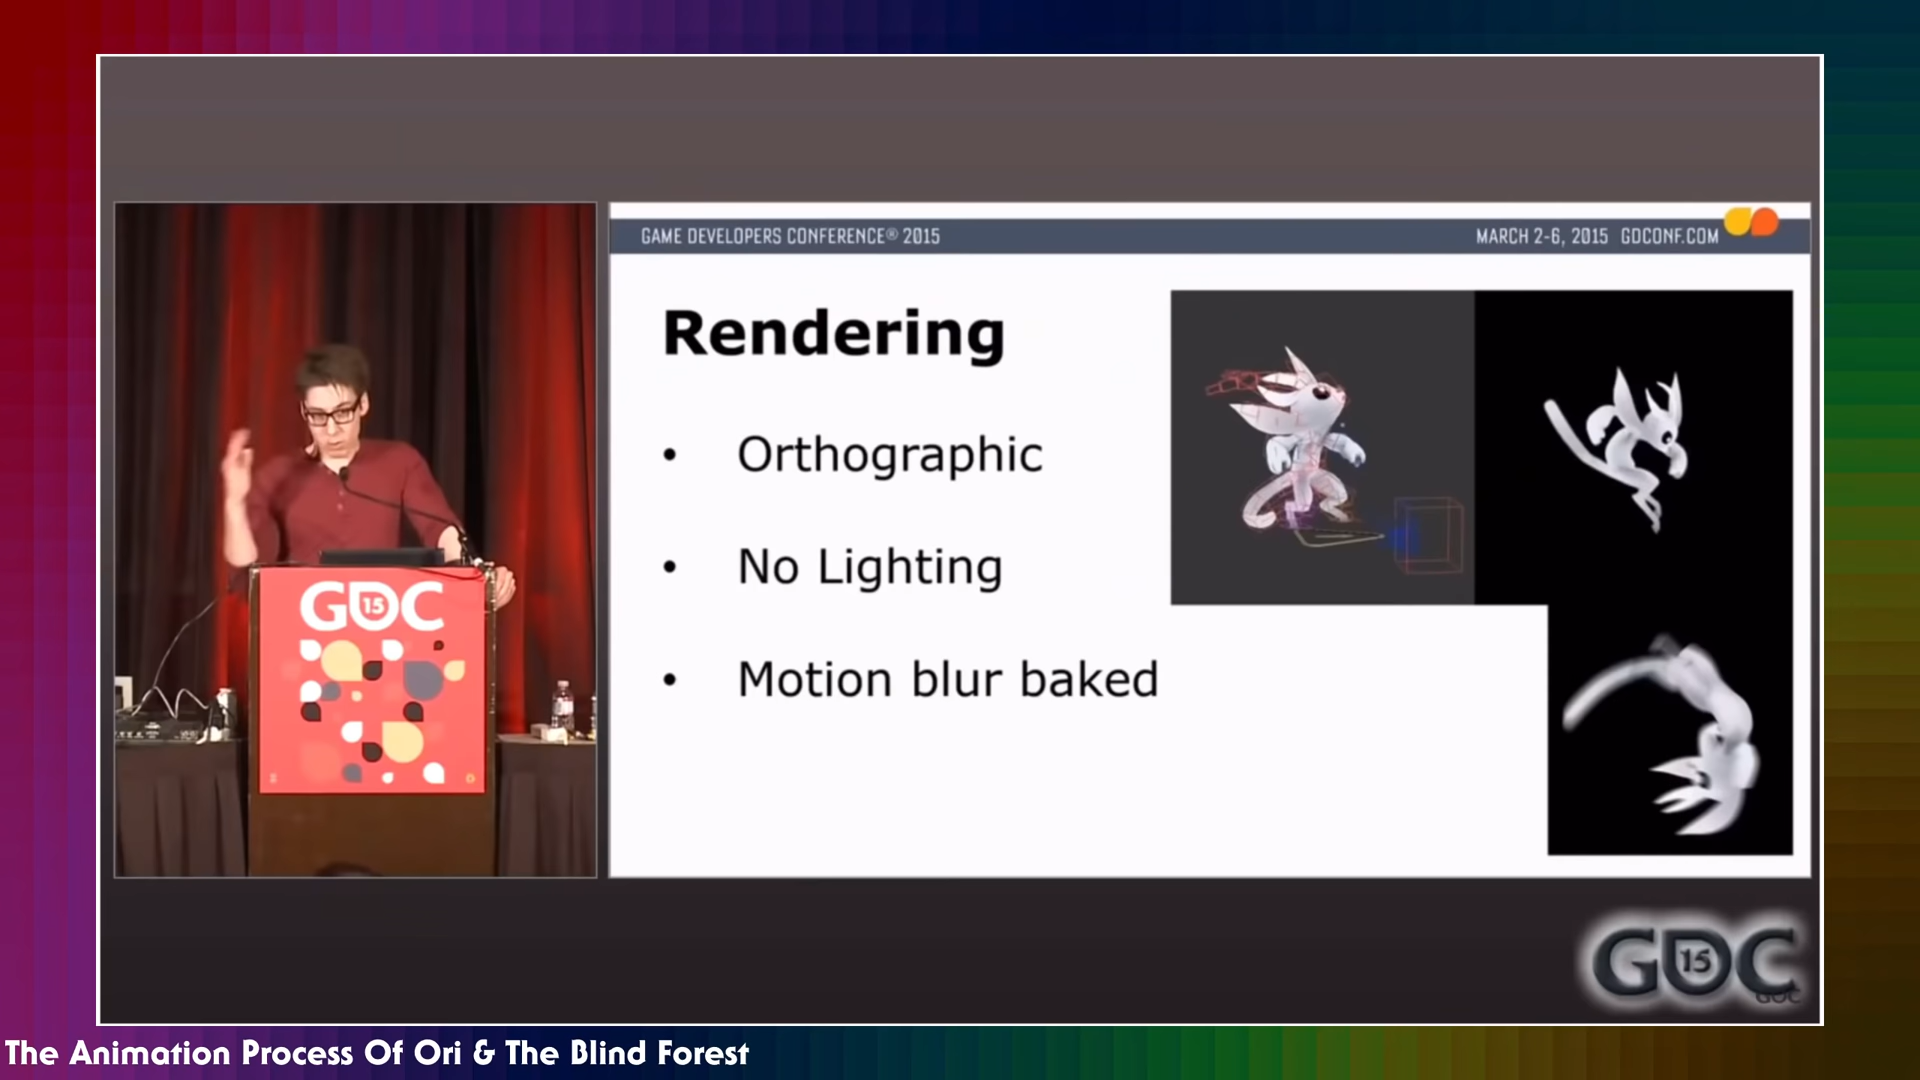 GAME DEVELOPERS CONFERENCE® 2015
MARCH 2-6, 2015 GDCONF.COM
Rendering
• Orthographic
• No Lighting
• Motion blur baked
GDC
15
GDC
15
GDC
The Animation Process Of Ori & The Blind Forest